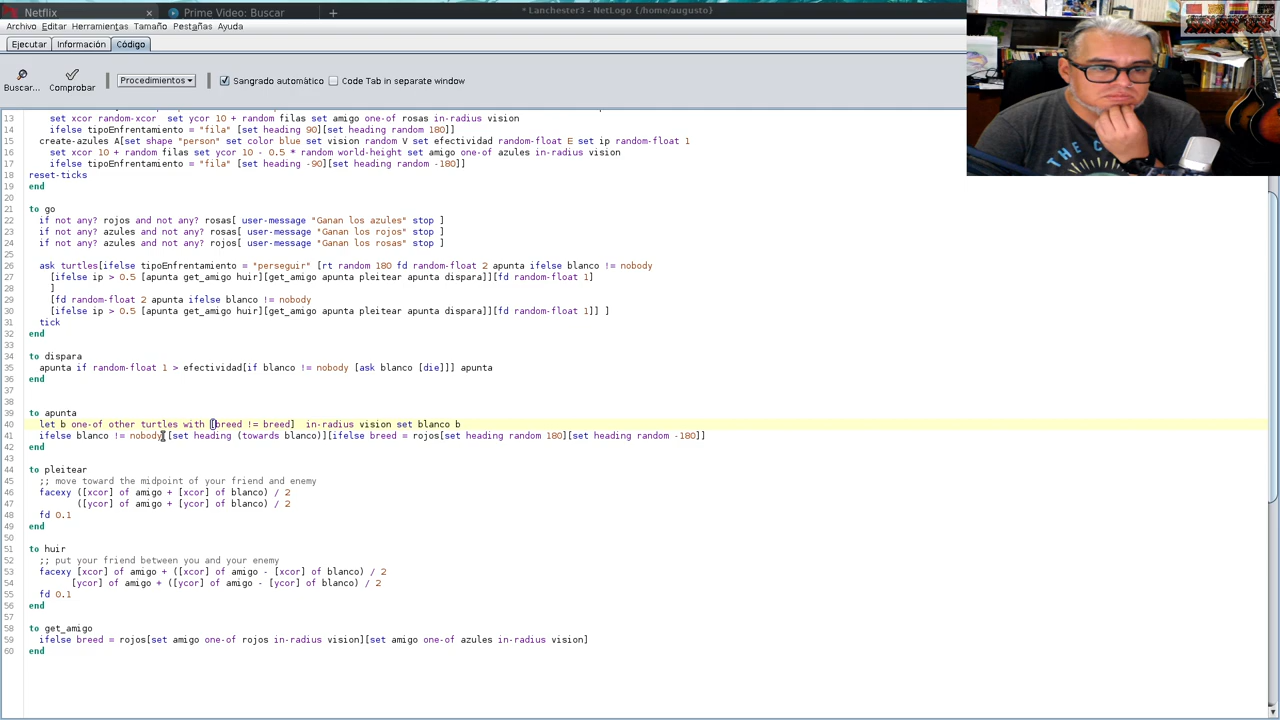 Netflix × Prime Video: Buscar × * Lanchester3 - NetLogo {/home/augusto}
Archivo Editar Herramientas Tamaño Pestañas Ayuda
Ejecutar Información Código
Buscar... Comprobar Procedimientos Sangrado automático Code Tab in separate window
THE C
13 set xcor random-xcor set ycor 10 + random filas set amigo one-of rosas in-radius vision
14 ifelse tipoEnfrentamiento = "fila" [set heading 90][set heading random 180]]
15 create-azules A[set shape "person" set color blue set vision random V set efectividad random-float E set ip random-float 1
16 set xcor 10 + random filas set ycor 10 - 0.5 * random world-height set amigo one-of azules in-radius vision
17 ifelse tipoEnfrentamiento = "fila" [set heading -90][set heading random -180]]
18 reset-ticks
19 end
20
21 to go
22 if not any? rojos and not any? rosas[ user-message "Ganan los azules" stop ]
23 if not any? azules and not any? rosas[ user-message "Ganan los rojos" stop ]
24 if not any? azules and not any? rojos[ user-message "Ganan los rosas" stop ]
25
26 ask turtles[ifelse tipoEnfrentamiento = "perseguir" [rt random 180 fd random-float 2 apunta ifelse blanco != nobody
27 [ifelse ip > 0.5 [apunta get_amigo huir][get_amigo apunta pleitear apunta dispara]][fd random-float 1]
28 ]
29 [fd random-float 2 apunta ifelse blanco != nobody
30 [ifelse ip > 0.5 [apunta get_amigo huir][get_amigo apunta pleitear apunta dispara]][fd random-float 1]] ]
31 tick
32 end
33
34 to dispara
35 apunta if random-float 1 > efectividad[if blanco != nobody [ask blanco [die]]] apunta
36 end
37
38
39 to apunta
40 let b one-of other turtles with [[breed != breed] in-radius vision set blanco b
41 ifelse blanco != nobody [set heading (towards blanco)][ifelse breed = rojos[set heading random 180][set heading random -180]]
42 end
43
44 to pleitear
45 ;; move toward the midpoint of your friend and enemy
46 facexy ([xcor] of amigo + [xcor] of blanco) / 2
47 ([ycor] of amigo + [ycor] of blanco) / 2
48 fd 0.1
49 end
50
51 to huir
52 ;; put your friend between you and your enemy
53 facexy [xcor] of amigo + ([xcor] of amigo - [xcor] of blanco) / 2
54 [ycor] of amigo + ([ycor] of amigo - [ycor] of blanco) / 2
55 fd 0.1
56 end
57
58 to get_amigo
59 ifelse breed = rojos[set amigo one-of rojos in-radius vision][set amigo one-of azules in-radius vision]
60 end